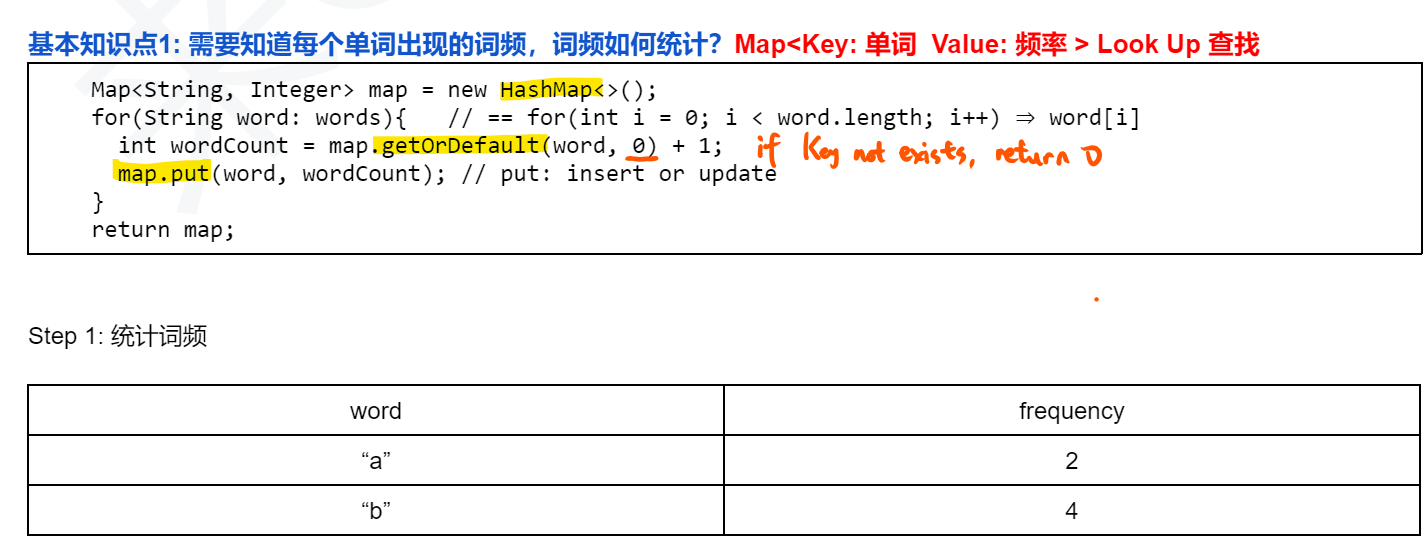 基本知识点1: 需要知道每个单词出现的词频，词频如何统计？Map<Key: 单词  Value: 频率 > Look Up 查找
Map<String, Integer> map = new HashMap<>();
for(String word: words){   // == for(int i = 0; i < word.length; i++) ⇒ word[i]
int wordCount = map.getOrDefault(word, 0) + 1; if Key not exists, return 0
map.put(word, wordCount); // put: insert or update
}
return map;
Step 1: 统计词频
word frequency
“a” 2
“b” 4